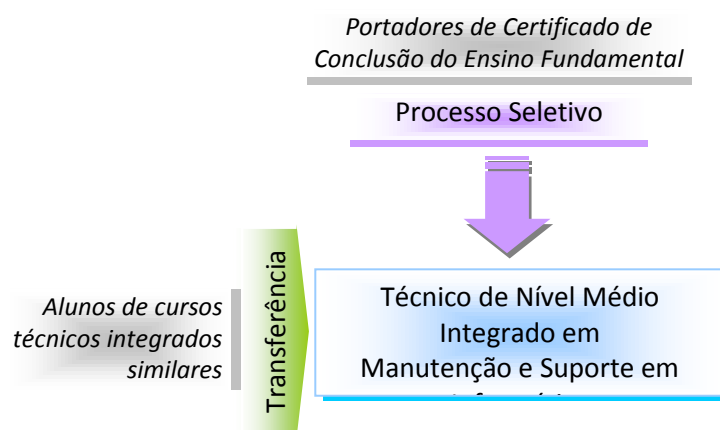 Portadores de Certificado de
Conclusão do Ensino Fundamental
Processo Seletivo
Transferência
Alunos de cursos
técnicos integrados
similares
Técnico de Nível Médio
Integrado em
Manutenção e Suporte em